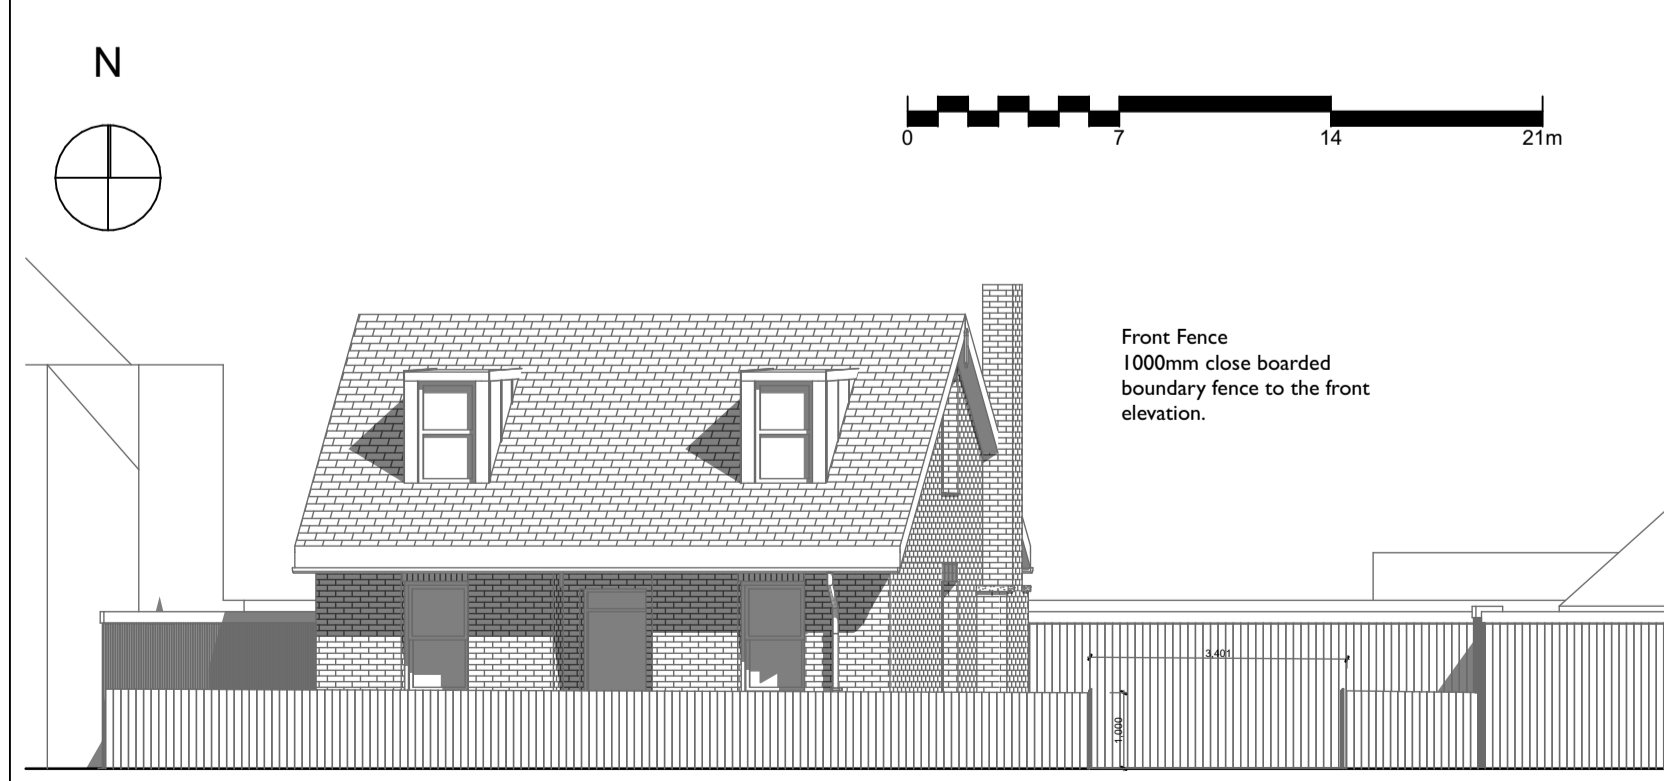 N
0 7 14 21m
Front Fence
1000mm close boarded
boundary fence to the front
elevation.
3,401
1,000